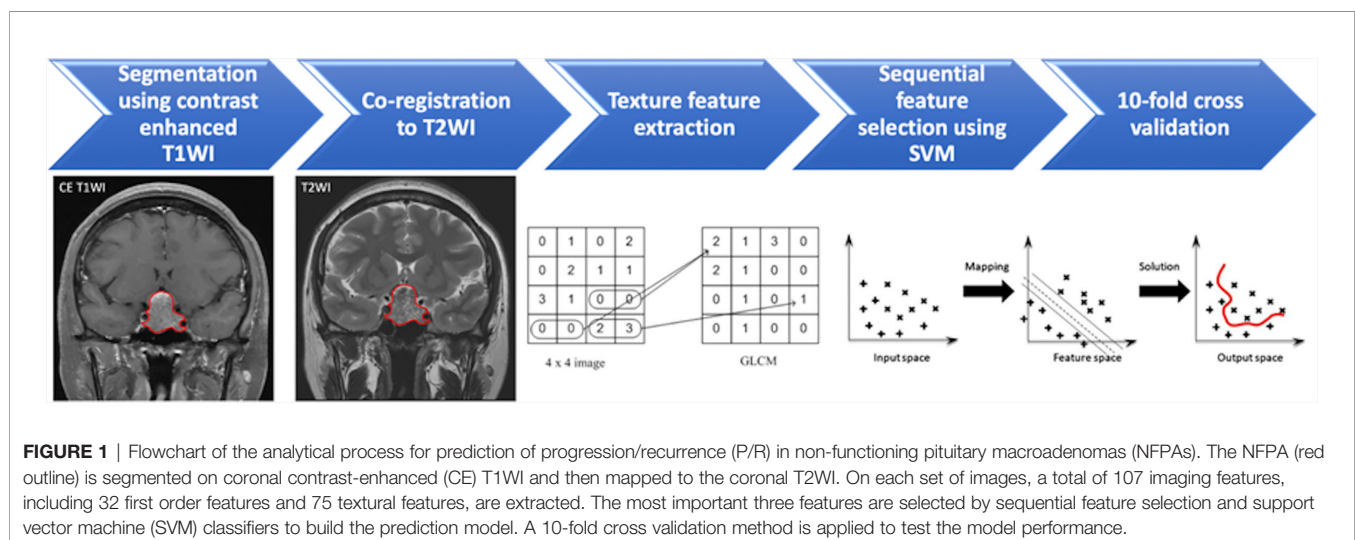 Segmentation
using contrast
enhanced
T1WI
Co-registration
to T2WI
Texture feature
extraction
Sequential
feature
selection using
SVM
10-fold cross
validation
CE T1WI
T2WI
0 1 0 2
0 2 1 1
3 1 0 0
0 0 2 3
4 x 4 image
2 1 3 0
2 1 0 0
0 1 0 1
0 1 0 0
GLCM
Input space
Mapping
Feature space
Solution
Output space
FIGURE 1 | Flowchart of the analytical process for prediction of progression/recurrence (P/R) in non-functioning pituitary macroadenomas (NFPAs). The NFPA (red
outline) is segmented on coronal contrast-enhanced (CE) T1WI and then mapped to the coronal T2WI. On each set of images, a total of 107 imaging features,
including 32 first order features and 75 textural features, are extracted. The most important three features are selected by sequential feature selection and support
vector machine (SVM) classifiers to build the prediction model. A 10-fold cross validation method is applied to test the model performance.